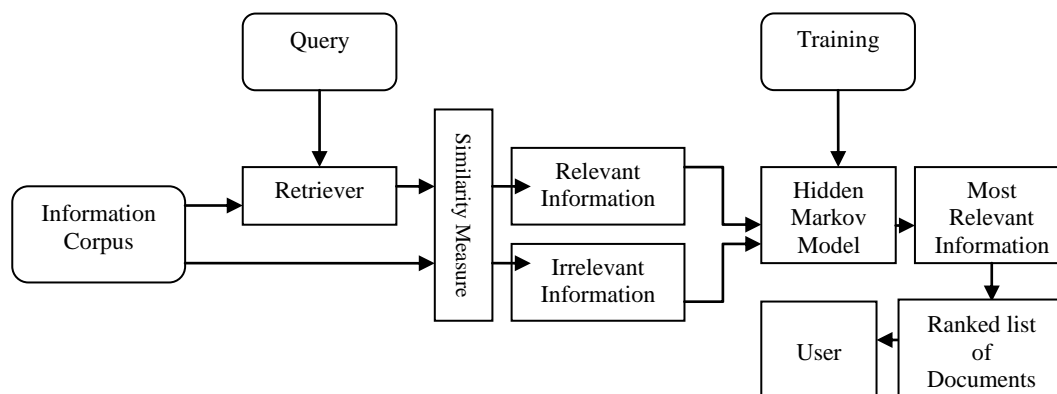 Query
Training
Information
Corpus
Retriever
Similarity Measure
Relevant
Information
Irrelevant
Information
Hidden
Markov
Model
Most
Relevant
Information
User
Ranked list
of
Documents